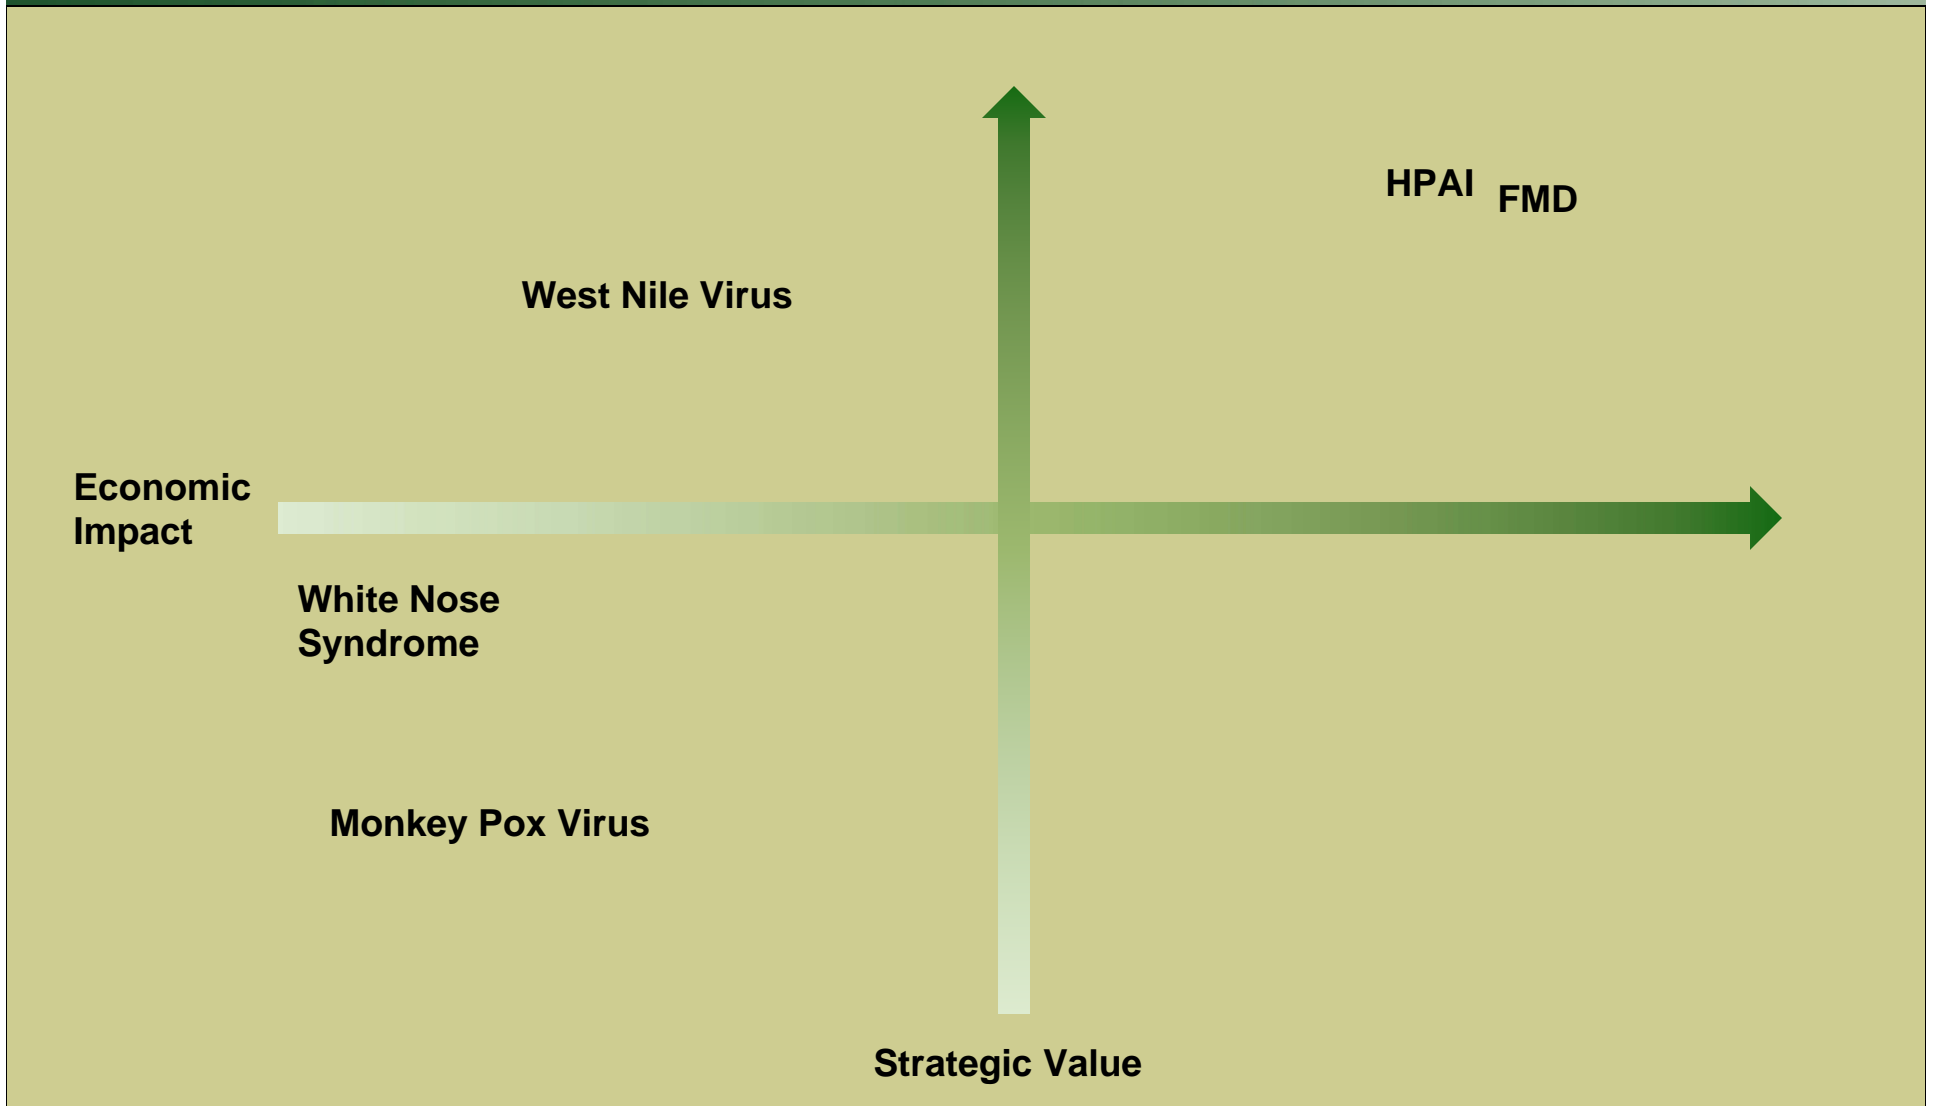 HPAI
FMD
West Nile Virus
Economic
Impact
White Nose
Syndrome
Monkey Pox Virus
Strategic Value